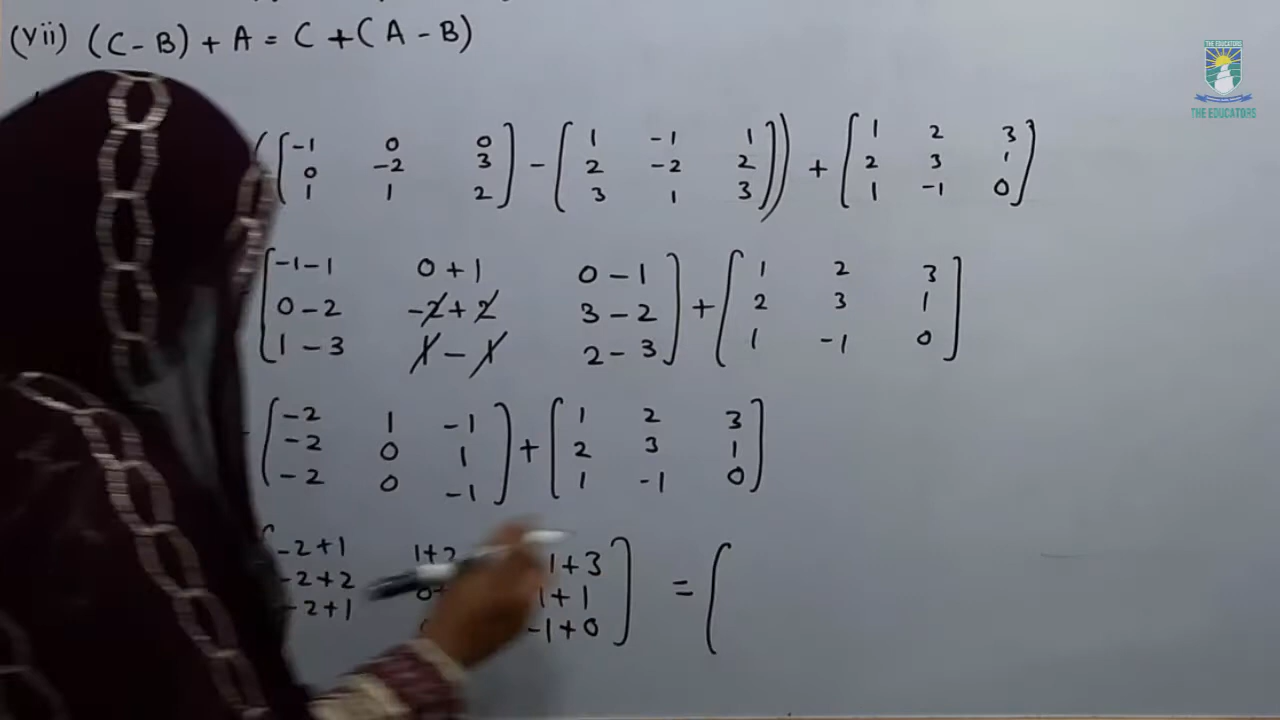 (vii) (C - B) + A = C + (A - B)
([-1 0 0] - [1 -1 1]) + [1 2 3]
0 -2 3 2 -2 2 2 3 1
1 1 2 3 1 3 1 -1 0
[-1-1 0+1 0-1] + [1 2 3]
0-2 -2+2 3-2 2 3 1
1-3 1-1 2-3 1 -1 0
[-2 1 -1] + [1 2 3]
-2 0 1 2 3 1
-2 0 -1 1 -1 0
[-2+1 1+2 1+3] = [
-2+2 1+1
-2+1 -1+0
THE EDUCATORS
THE EDUCATORS